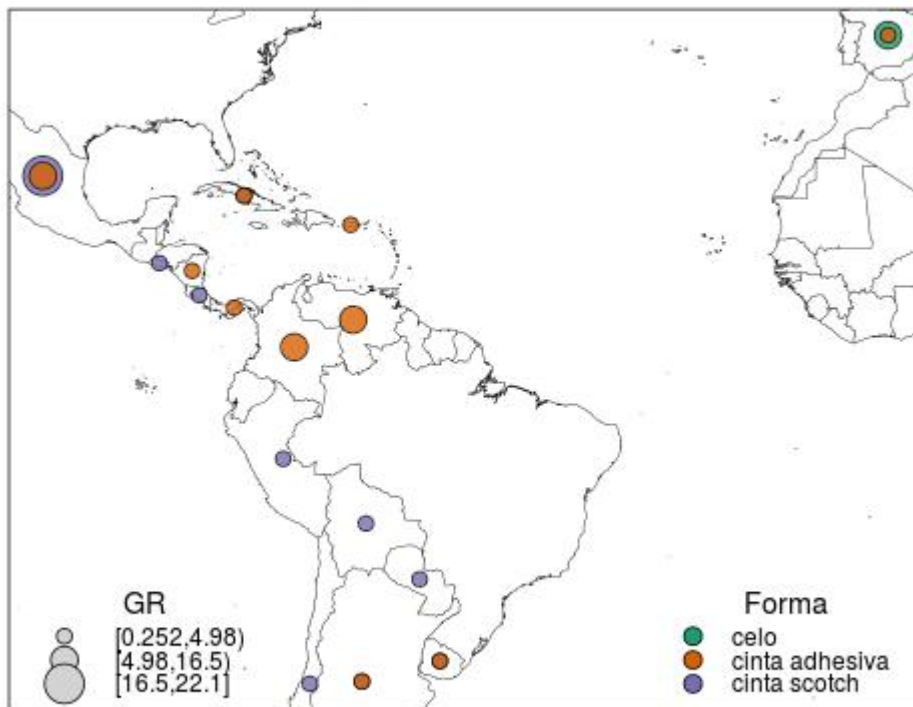 GR
[0.252,4.98)
[4.98,16.5)
[16.5,22.1]
Forma
celo
cinta adhesiva
cinta scotch